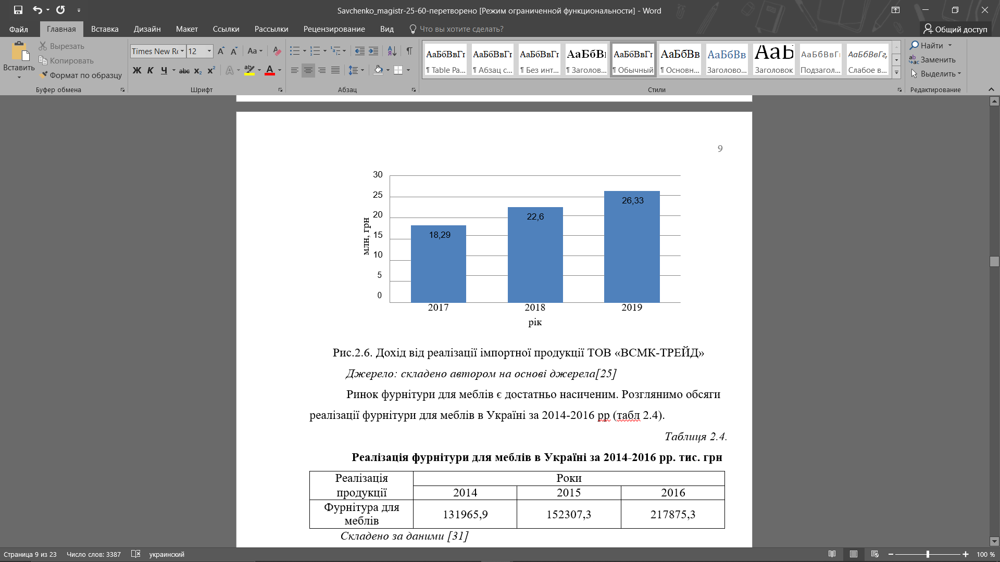 Savchenko_magistr-25-60-перетворено [Режим ограниченной функциональности] - Word
Файл Главная Вставка Дизайн Макет Ссылки Рассылки Рецензирование Вид Что вы хотите сделать? Общий доступ
Вставить
Вырезать
Копировать
Формат по образцу
Буфер обмена
Times New Rc 12 Aa
Ж К Ч abc x₂ x² A ab A
Шрифт
Абзац
АаБбВвГг АаБбВвГг АаБбВвГг АаБбВ АаБбВвГг АаБбВв АаБбВв АаБ АаБбВвГг АаБбВвГг,
¶ Table Pa... ¶ Абзац с... ¶ Без инт... ¶ Заголов... ¶ Обычный ¶ Основн... Заголово... Заголовок Подзагол... Слабое в...
Стили
Найти
Заменить
Выделить
Редактирование
9
30
25
20
15
10
5
0
млн, грн
18,29
22,6
26,33
2017 2018 2019
рік
Рис.2.6. Дохід від реалізації імпортної продукції ТОВ «ВСМК-ТРЕЙД»
Джерело: складено автором на основі джерела[25]
Ринок фурнітури для меблів є достатньо насиченим. Розглянимо обсяги
реалізації фурнітури для меблів в Україні за 2014-2016 рр (табл 2.4).
Таблиця 2.4.
Реалізація фурнітури для меблів в Україні за 2014-2016 рр. тис. грн
Реалізація продукції Роки
2014 2015 2016
Фурнітура для меблів 131965,9 152307,3 217875,3
Складено за даними [31]
Страница 9 из 23 Число слов: 3387 украинский 100 %